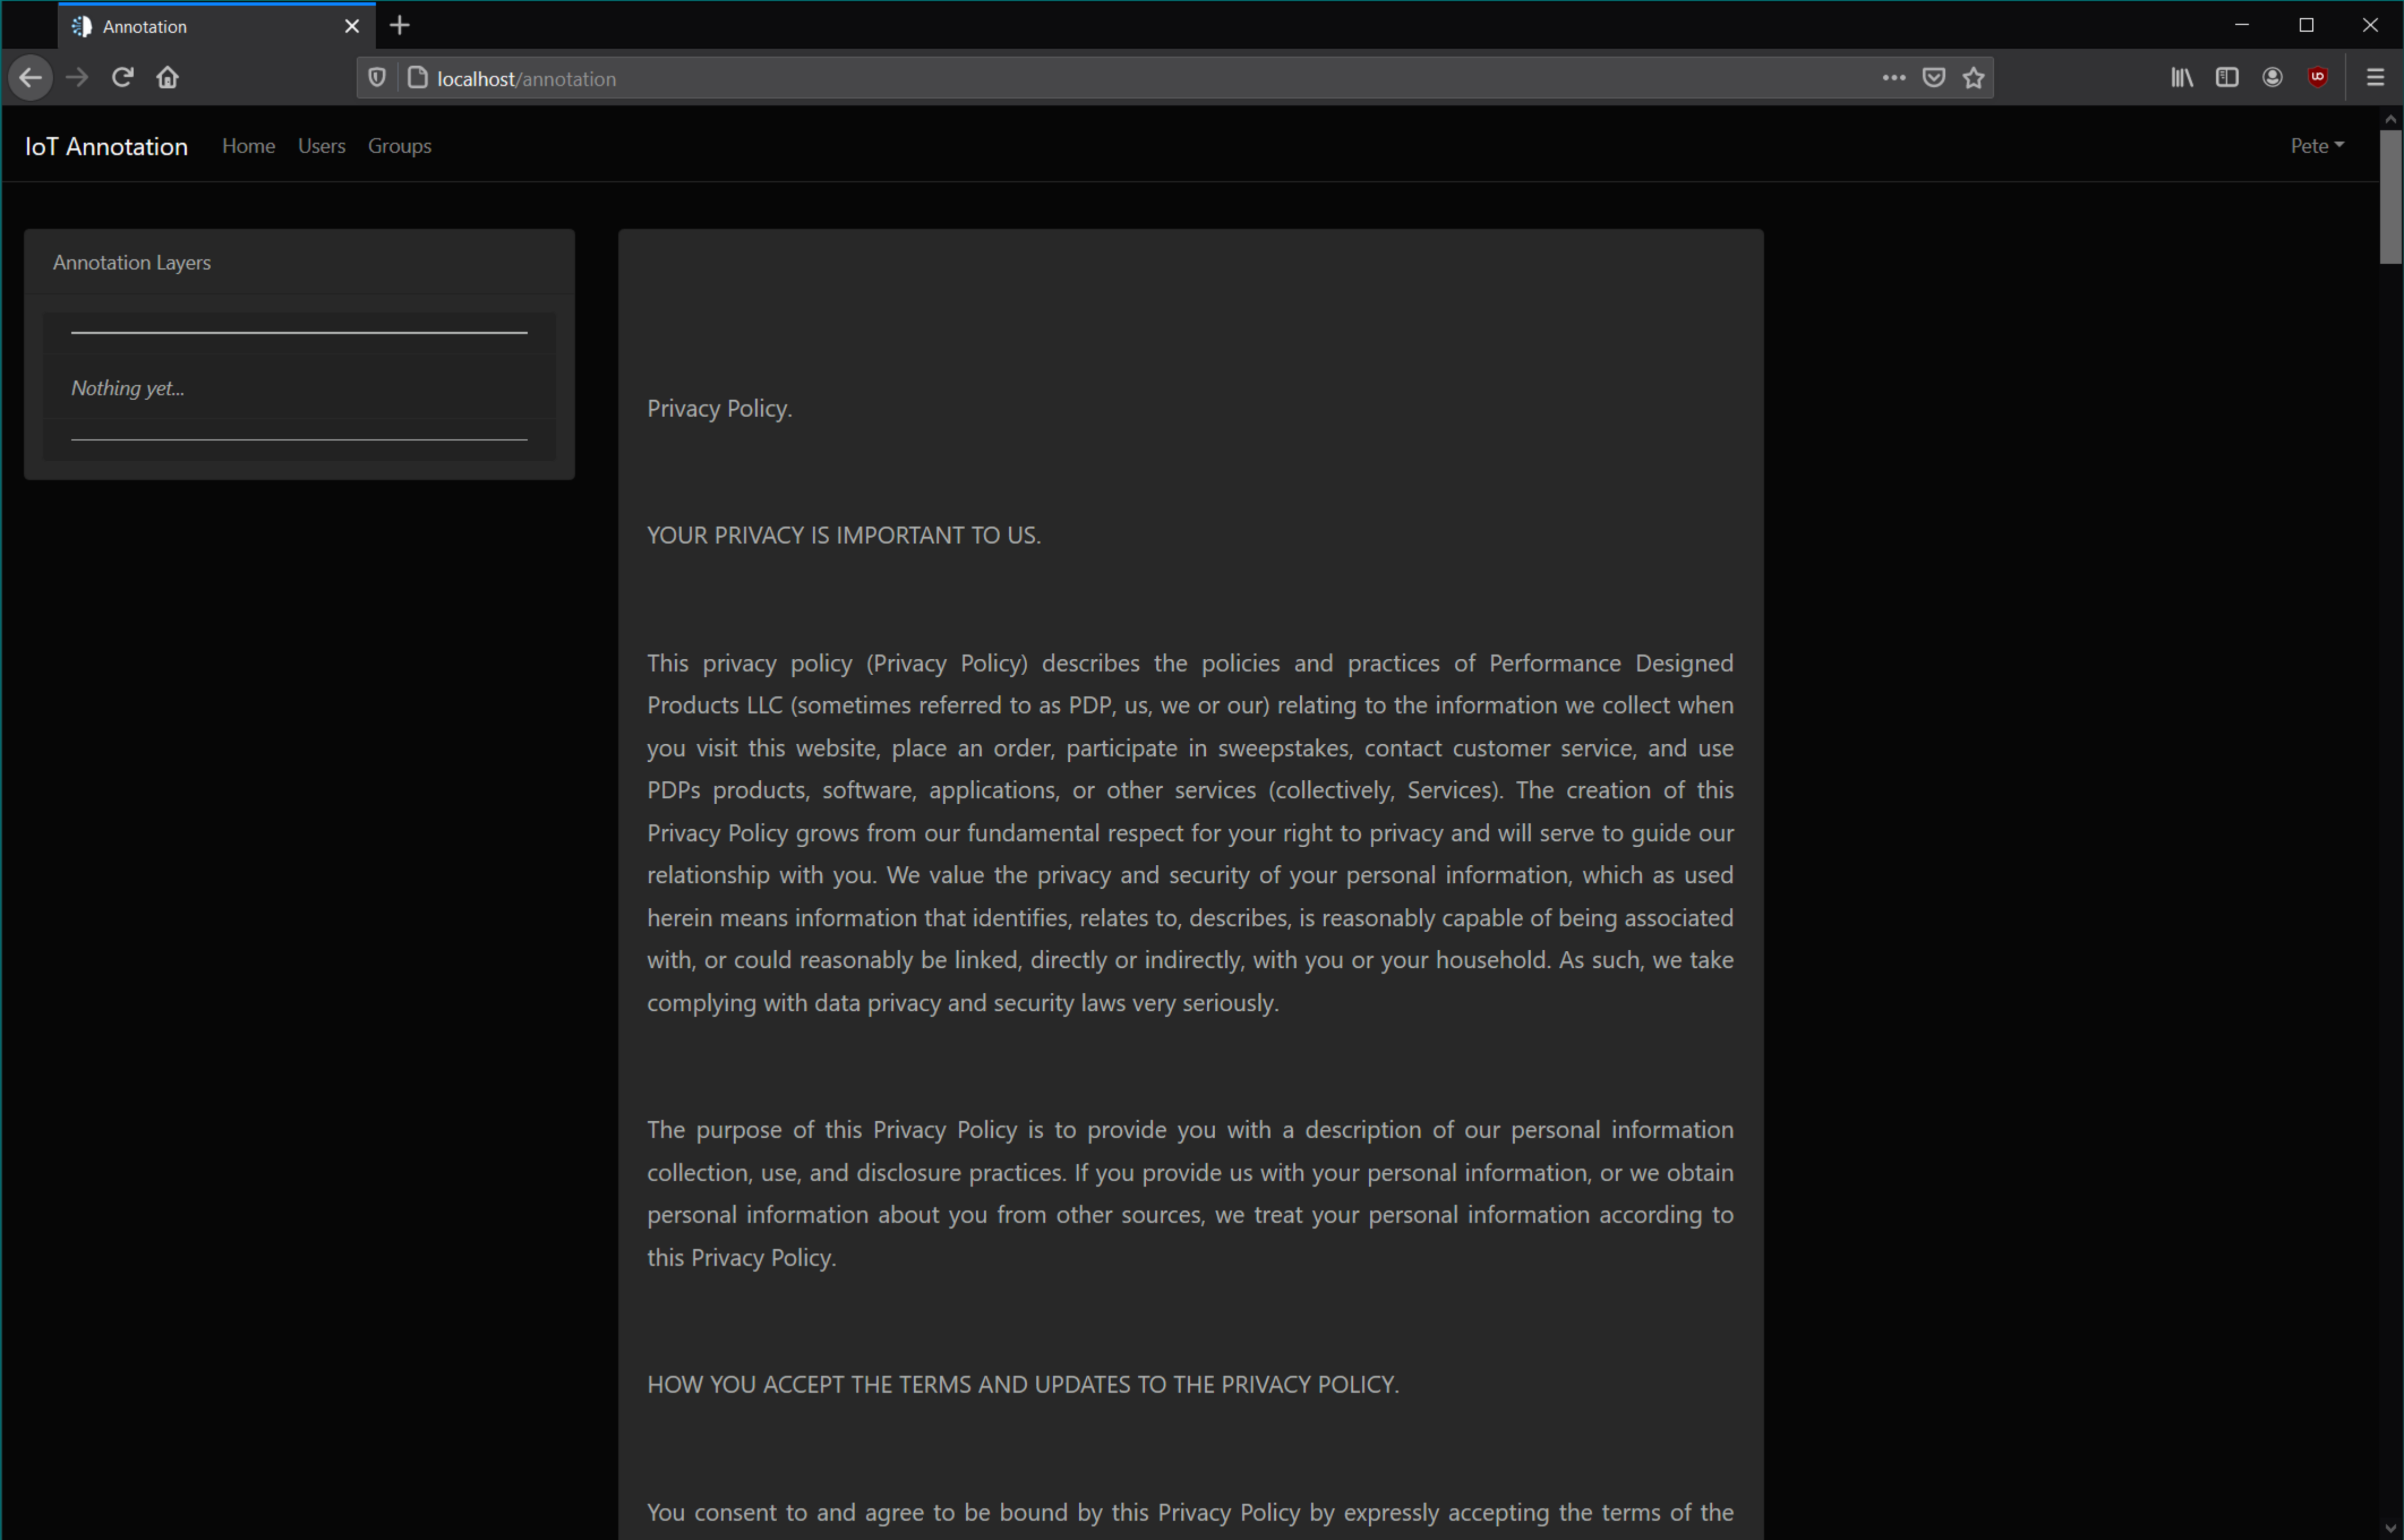 Annotation
localhost/annotation
IoT Annotation Home Users Groups Pete
Annotation Layers
Nothing yet...
Privacy Policy.
YOUR PRIVACY IS IMPORTANT TO US.
This privacy policy (Privacy Policy) describes the policies and practices of Performance Designed
Products LLC (sometimes referred to as PDP, us, we or our) relating to the information we collect when
you visit this website, place an order, participate in sweepstakes, contact customer service, and use
PDPs products, software, applications, or other services (collectively, Services). The creation of this
Privacy Policy grows from our fundamental respect for your right to privacy and will serve to guide our
relationship with you. We value the privacy and security of your personal information, which as used
herein means information that identifies, relates to, describes, is reasonably capable of being associated
with, or could reasonably be linked, directly or indirectly, with you or your household. As such, we take
complying with data privacy and security laws very seriously.
The purpose of this Privacy Policy is to provide you with a description of our personal information
collection, use, and disclosure practices. If you provide us with your personal information, or we obtain
personal information about you from other sources, we treat your personal information according to
this Privacy Policy.
HOW YOU ACCEPT THE TERMS AND UPDATES TO THE PRIVACY POLICY.
You consent to and agree to be bound by this Privacy Policy by expressly accepting the terms of the